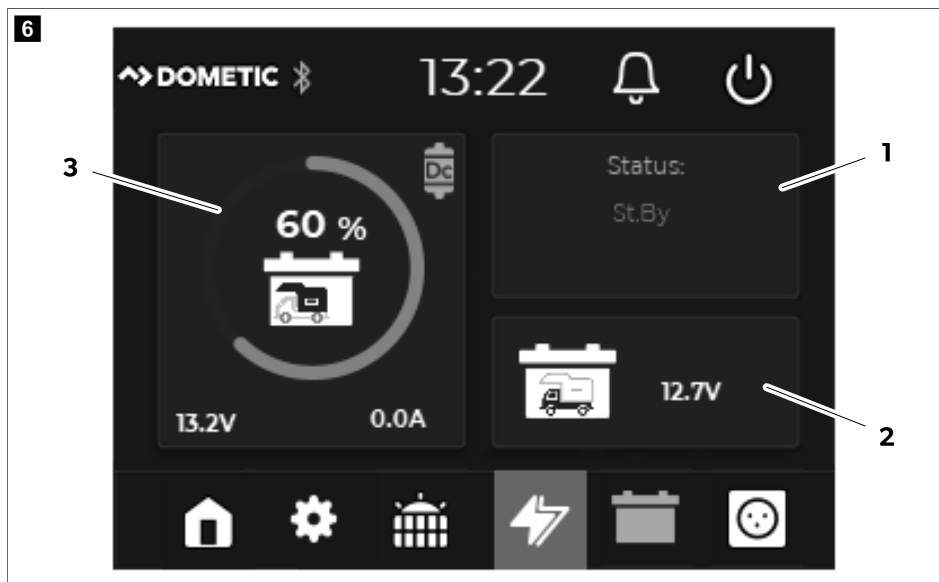 6
DOMETIC 13:22
3
Dc
60 %
13.2V 0.0A
Status:
St.By
1
12.7V
2